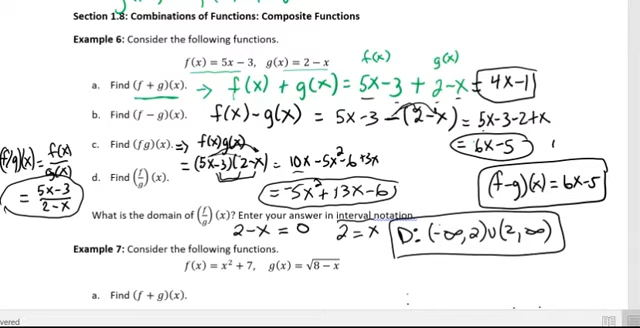 Section 1.8: Combinations of Functions: Composite Functions
Example 6: Consider the following functions.
f(x) g(x)
f(x) = 5x − 3, g(x) = 2 − x
a. Find (f + g)(x). → f(x) + g(x) = 5x-3 + 2-x = 4x-1
b. Find (f − g)(x). f(x)-g(x) = 5x-3-(2-x) = 5x-3-2+x
= 6x-5
c. Find (fg)(x). => f(x)g(x)
= (5x-3)(2-x) = 10x-5x²-6+3x
(f/g)(x) = f(x)/g(x)
= (5x-3)/(2-x)
d. Find (f/g)(x). = -5x²+13x-6
(f-g)(x) = 6x-5
What is the domain of (f/g)(x)? Enter your answer in interval notation.
2-x = 0 2=x D: (-∞,2)∪(2,∞)
Example 7: Consider the following functions.
f(x) = x² + 7, g(x) = √(8 − x)
a. Find (f + g)(x).
vered